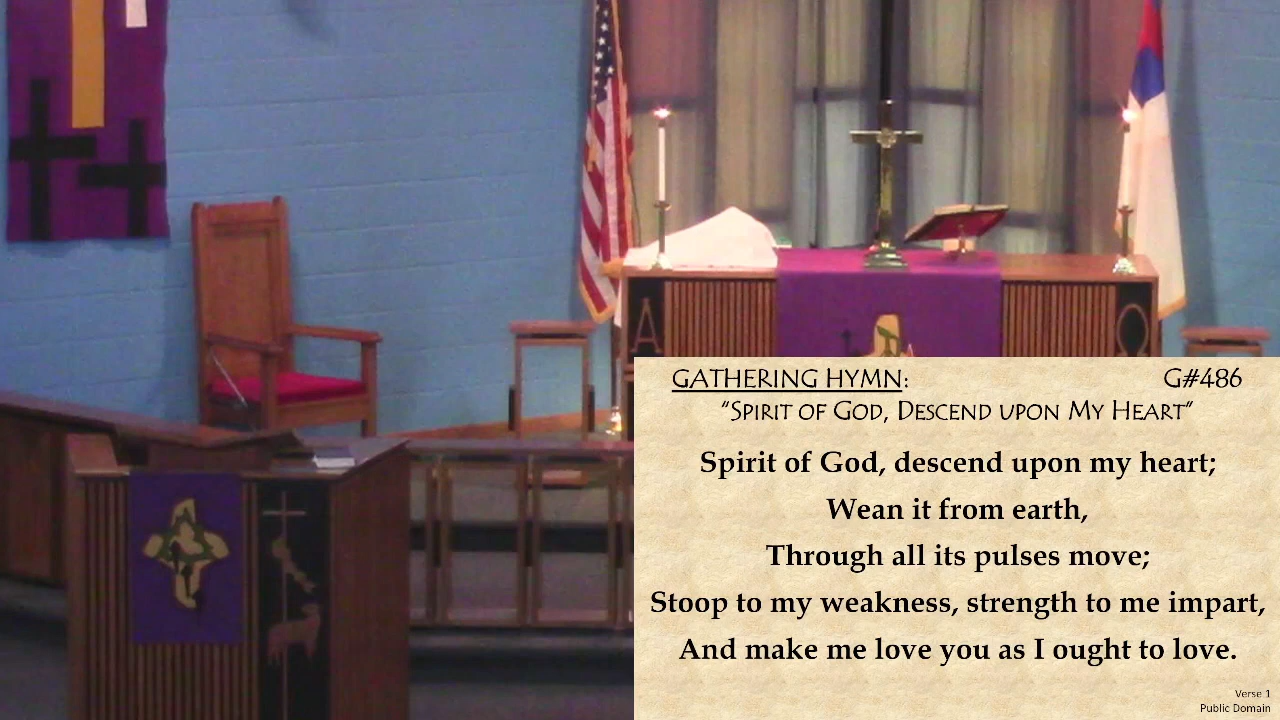 Α Ω
GATHERING HYMN: G#486
"Spirit of God, Descend upon My Heart"
Spirit of God, descend upon my heart;
Wean it from earth,
Through all its pulses move;
Stoop to my weakness, strength to me impart,
And make me love you as I ought to love.
Verse 1
Public Domain